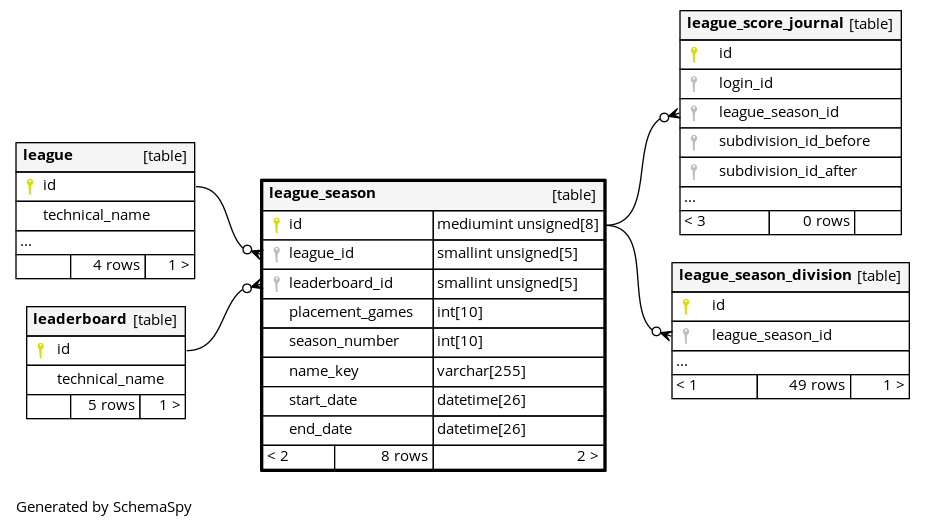 league [table]
id
technical_name
...
4 rows 1 >
leaderboard [table]
id
technical_name
5 rows 1 >
league_season [table]
id mediumint unsigned[8]
league_id smallint unsigned[5]
leaderboard_id smallint unsigned[5]
placement_games int[10]
season_number int[10]
name_key varchar[255]
start_date datetime[26]
end_date datetime[26]
< 2 8 rows 2 >
league_score_journal [table]
id
login_id
league_season_id
subdivision_id_before
subdivision_id_after
...
< 3 0 rows
league_season_division [table]
id
league_season_id
...
< 1 49 rows 1 >
Generated by SchemaSpy